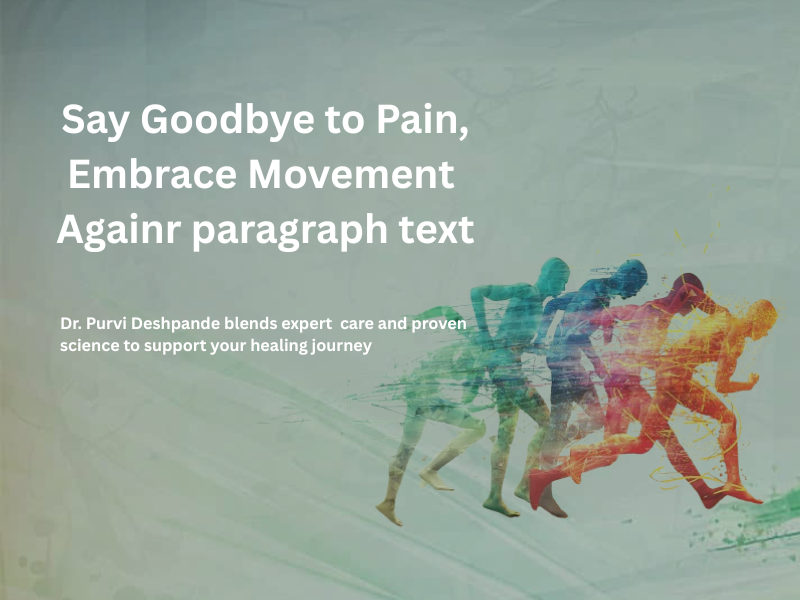 Say Goodbye to Pain,
Embrace Movement
Againr paragraph text
Dr. Purvi Deshpande blends expert  care and proven
science to support your healing journey